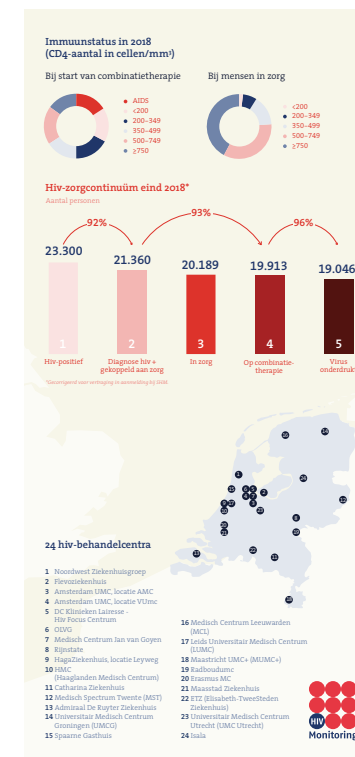 Immuunstatus in 2018
(CD4-aantal in cellen/mm³)
Bij start van combinatietherapie
Bij mensen in zorg
AIDS
<200
200–349
350–499
500–749
≥750
<200
200–349
350–499
500–749
≥750
Hiv-zorgcontinuüm eind 2018*
Aantal personen
92%
93%
96%
23.300
21.360
20.189
19.913
19.046
1
2
3
4
5
Hiv-positief
Diagnose hiv +
gekoppeld aan zorg
In zorg
Op combinatie-
therapie
Virus
onderdruk
24 hiv-behandelcentra
1 Noordwest Ziekenhuisgroep
2 Flevoziekenhuis
3 Amsterdam UMC, locatie AMC
4 Amsterdam UMC, locatie VUmc
5 DC Klinieken Lairesse -
Hiv Focus Centrum
6 OLVG
7 Medisch Centrum Jan van Goyen
8 Rijnstate
9 HagaZiekenhuis, locatie Leyweg
10 HMC
(Haaglanden Medisch Centrum)
11 Catharina Ziekenhuis
12 Medisch Spectrum Twente (MST)
13 Admiraal De Ruyter Ziekenhuis
14 Universitair Medisch Centrum
Groningen (UMCG)
15 Spaarne Gasthuis
16 Medisch Centrum Leeuwarden
(MCL)
17 Leids Universitair Medisch Centrum
(LUMC)
18 Maastricht UMC+ (MUMC+)
19 Radboudumc
20 Erasmus MC
21 Maasstad Ziekenhuis
22 ETZ (Elisabeth-TweeSteden
Ziekenhuis)
23 Universitair Medisch Centrum
Utrecht (UMC Utrecht)
24 Isala
HIV
Monitoring